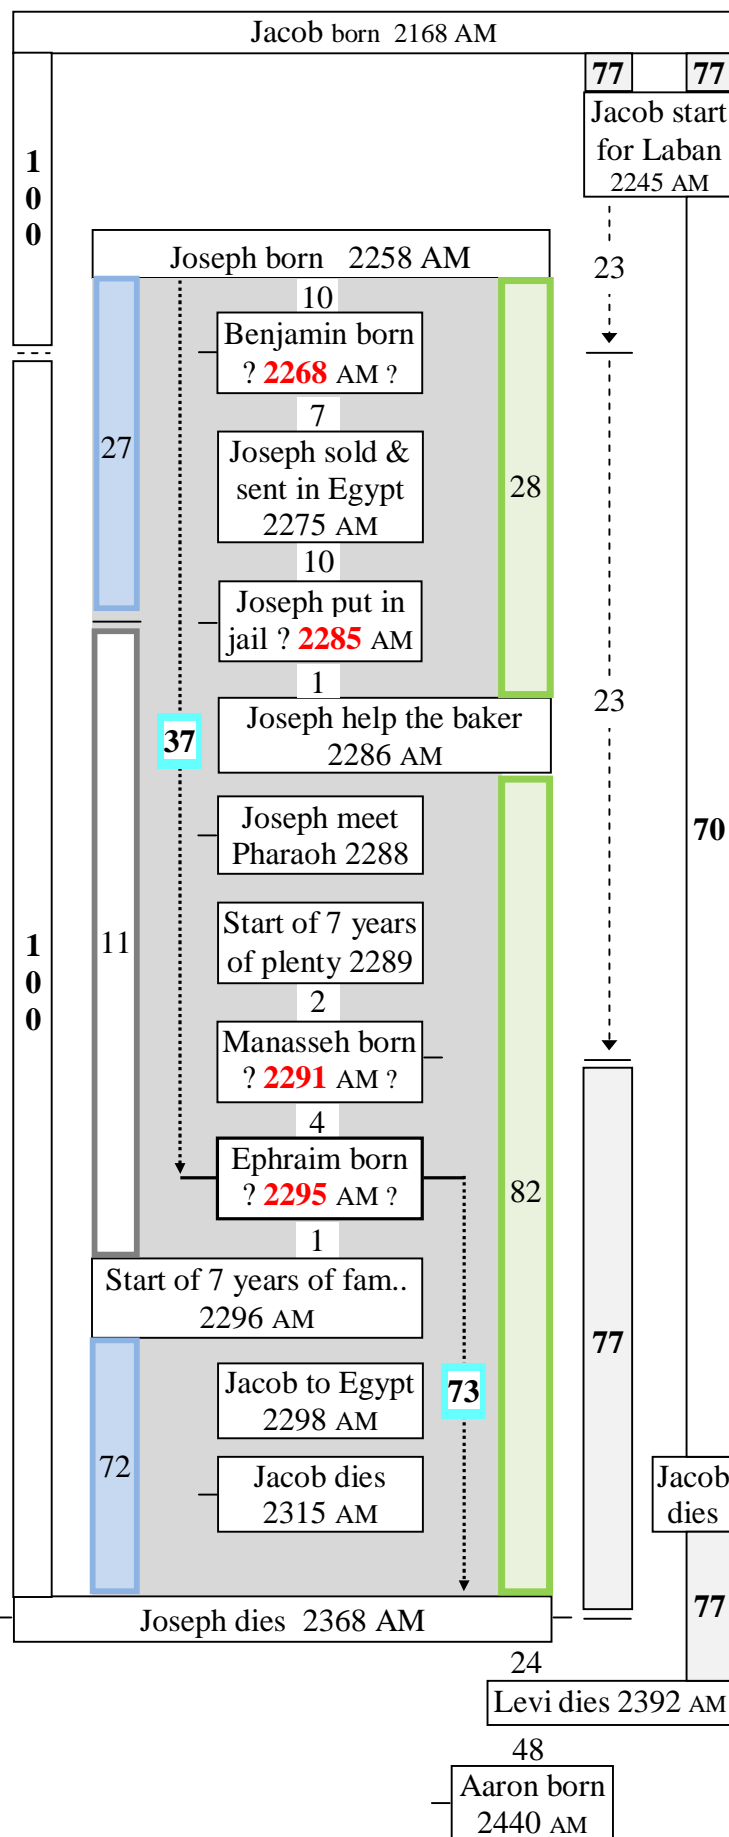 Jacob born 2168 AM
77
77
Jacob start
for Laban
2245 AM
1
0
0
Joseph born 2258 AM
23
10
Benjamin born
? 2268 AM ?
7
27
Joseph sold &
sent in Egypt
2275 AM
28
10
Joseph put in
jail ? 2285 AM
1
23
Joseph help the baker
2286 AM
37
Joseph meet
Pharaoh 2288
70
Start of 7 years
of plenty 2289
11
1
0
0
2
Manasseh born
? 2291 AM ?
4
Ephraim born
? 2295 AM ?
82
1
Start of 7 years of fam..
2296 AM
77
Jacob to Egypt
2298 AM
73
72
Jacob dies
2315 AM
Jacob
dies
Joseph dies 2368 AM
77
24
Levi dies 2392 AM
48
Aaron born
2440 AM